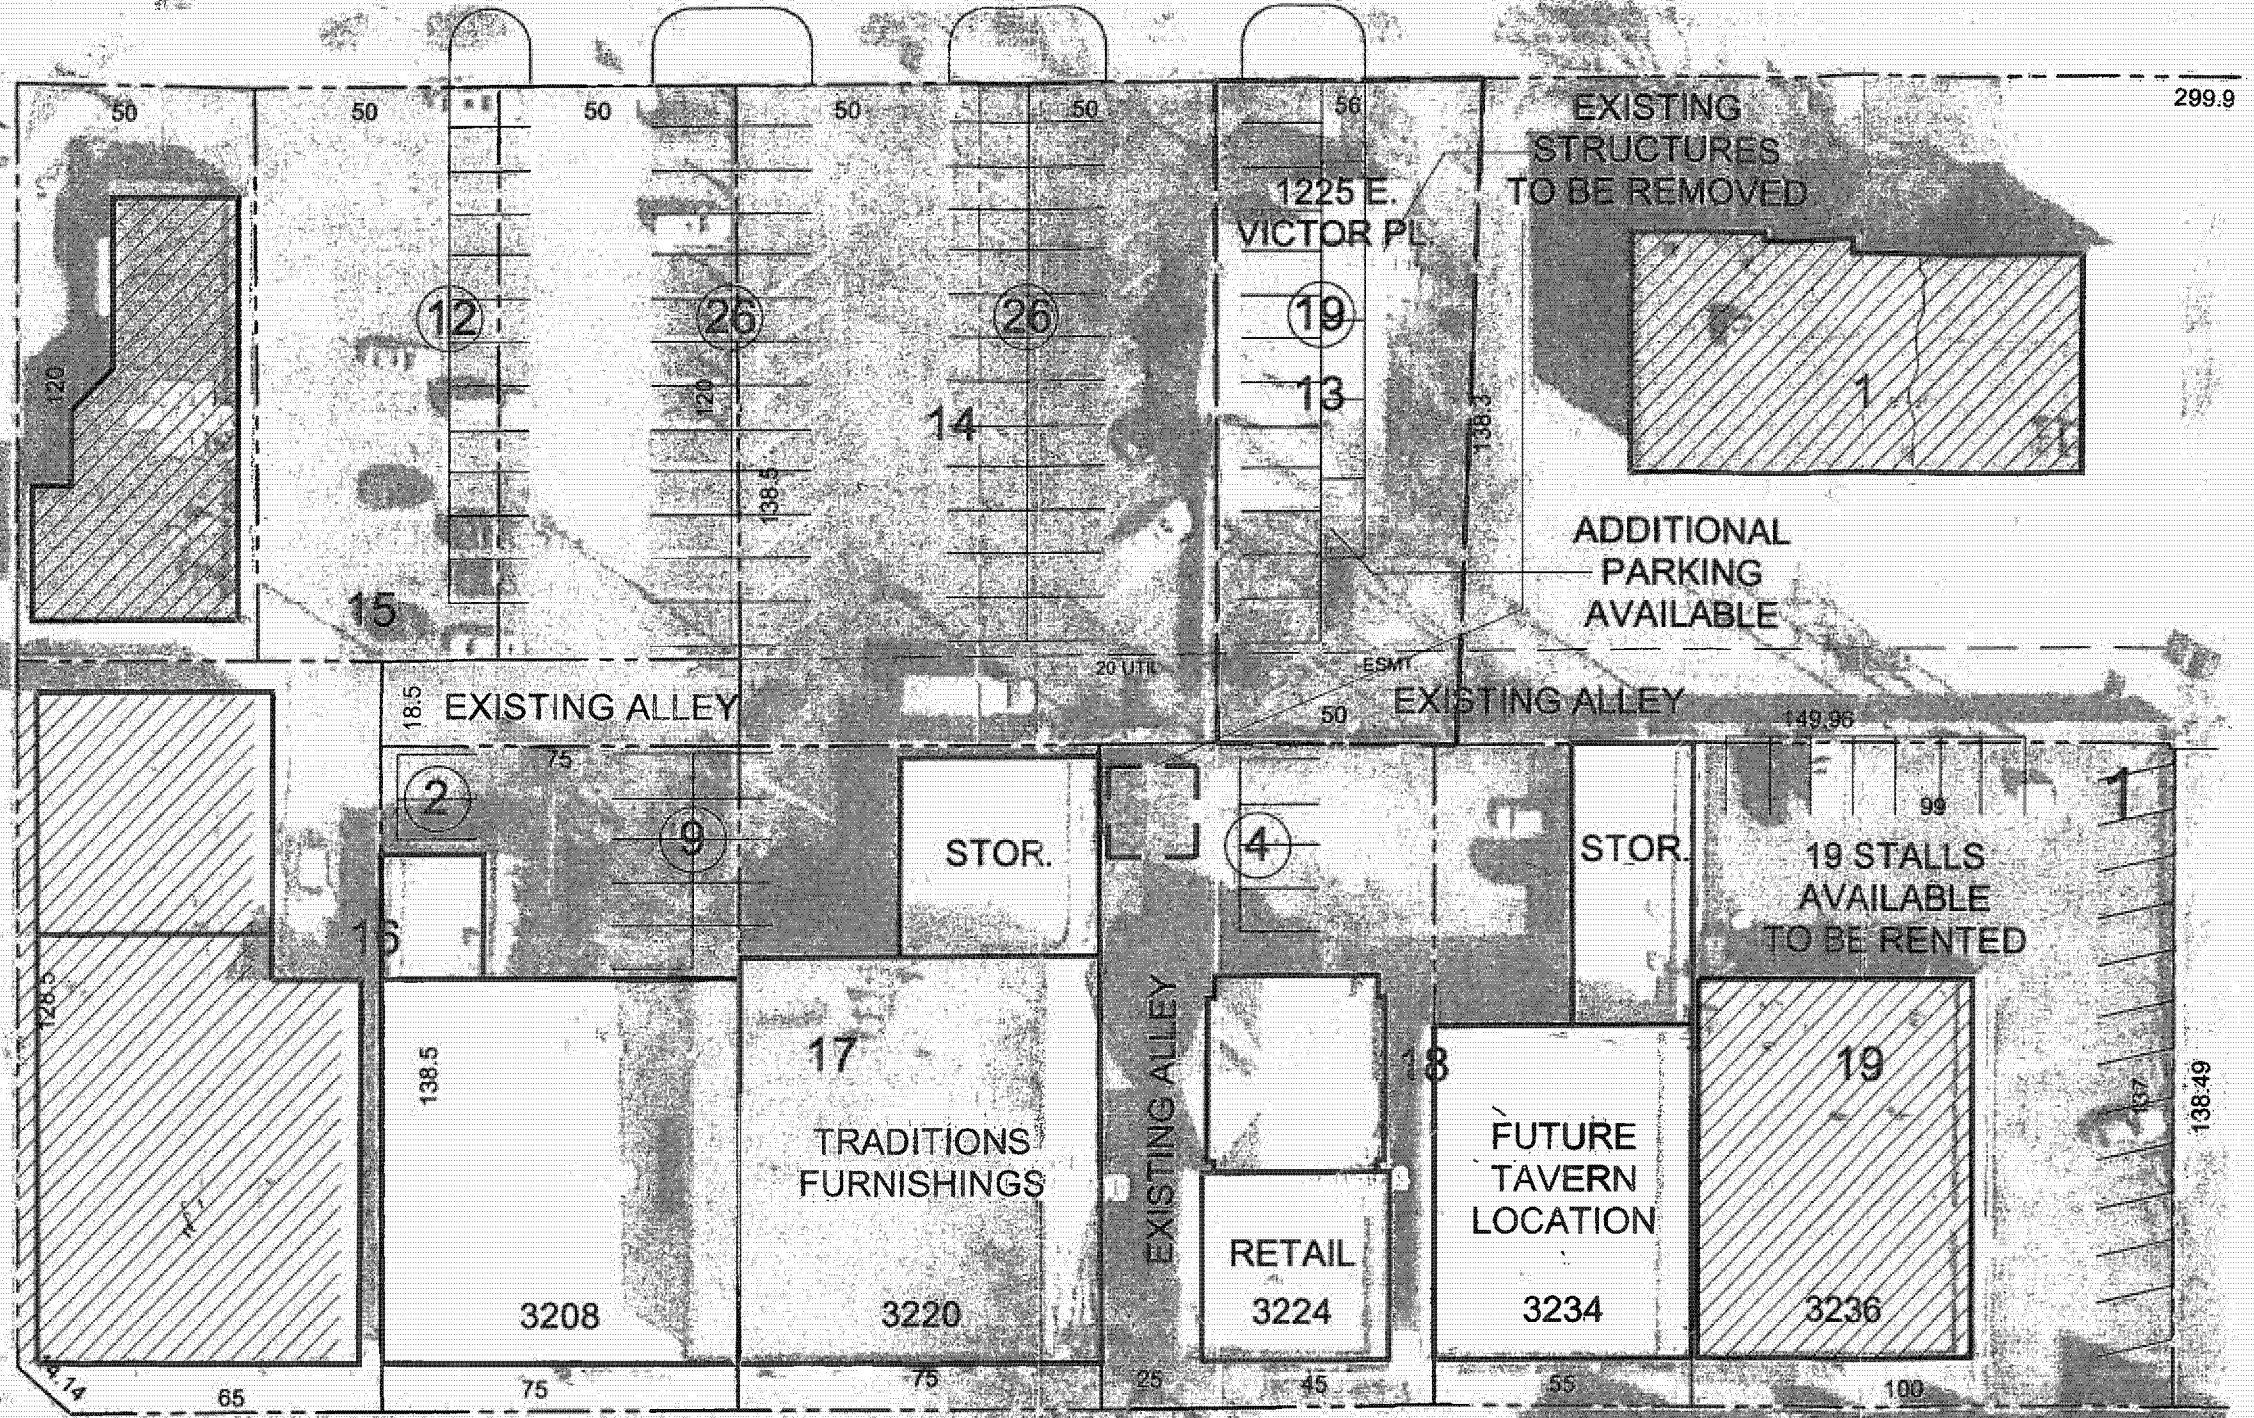 50
50
50
50
50
56
299.9
EXISTING
STRUCTURES
TO BE REMOVED
1225 E.
VICTOR PL.
12
26
26
19
120
120
13
1
14
138.3
138.5
ADDITIONAL
PARKING
AVAILABLE
15
20 UTIL
ESMT.
18.5
EXISTING ALLEY
50
EXISTING ALLEY
149.96
75
2
9
4
99
1
STOR.
STOR.
19 STALLS
AVAILABLE
TO BE RENTED
16
128.5
138.5
17
EXISTING ALLEY
18
19
137
138.49
TRADITIONS
FURNISHINGS
FUTURE
TAVERN
LOCATION
RETAIL
3208
3220
3224
3234
3236
14.14
65
75
75
25
45
55
100